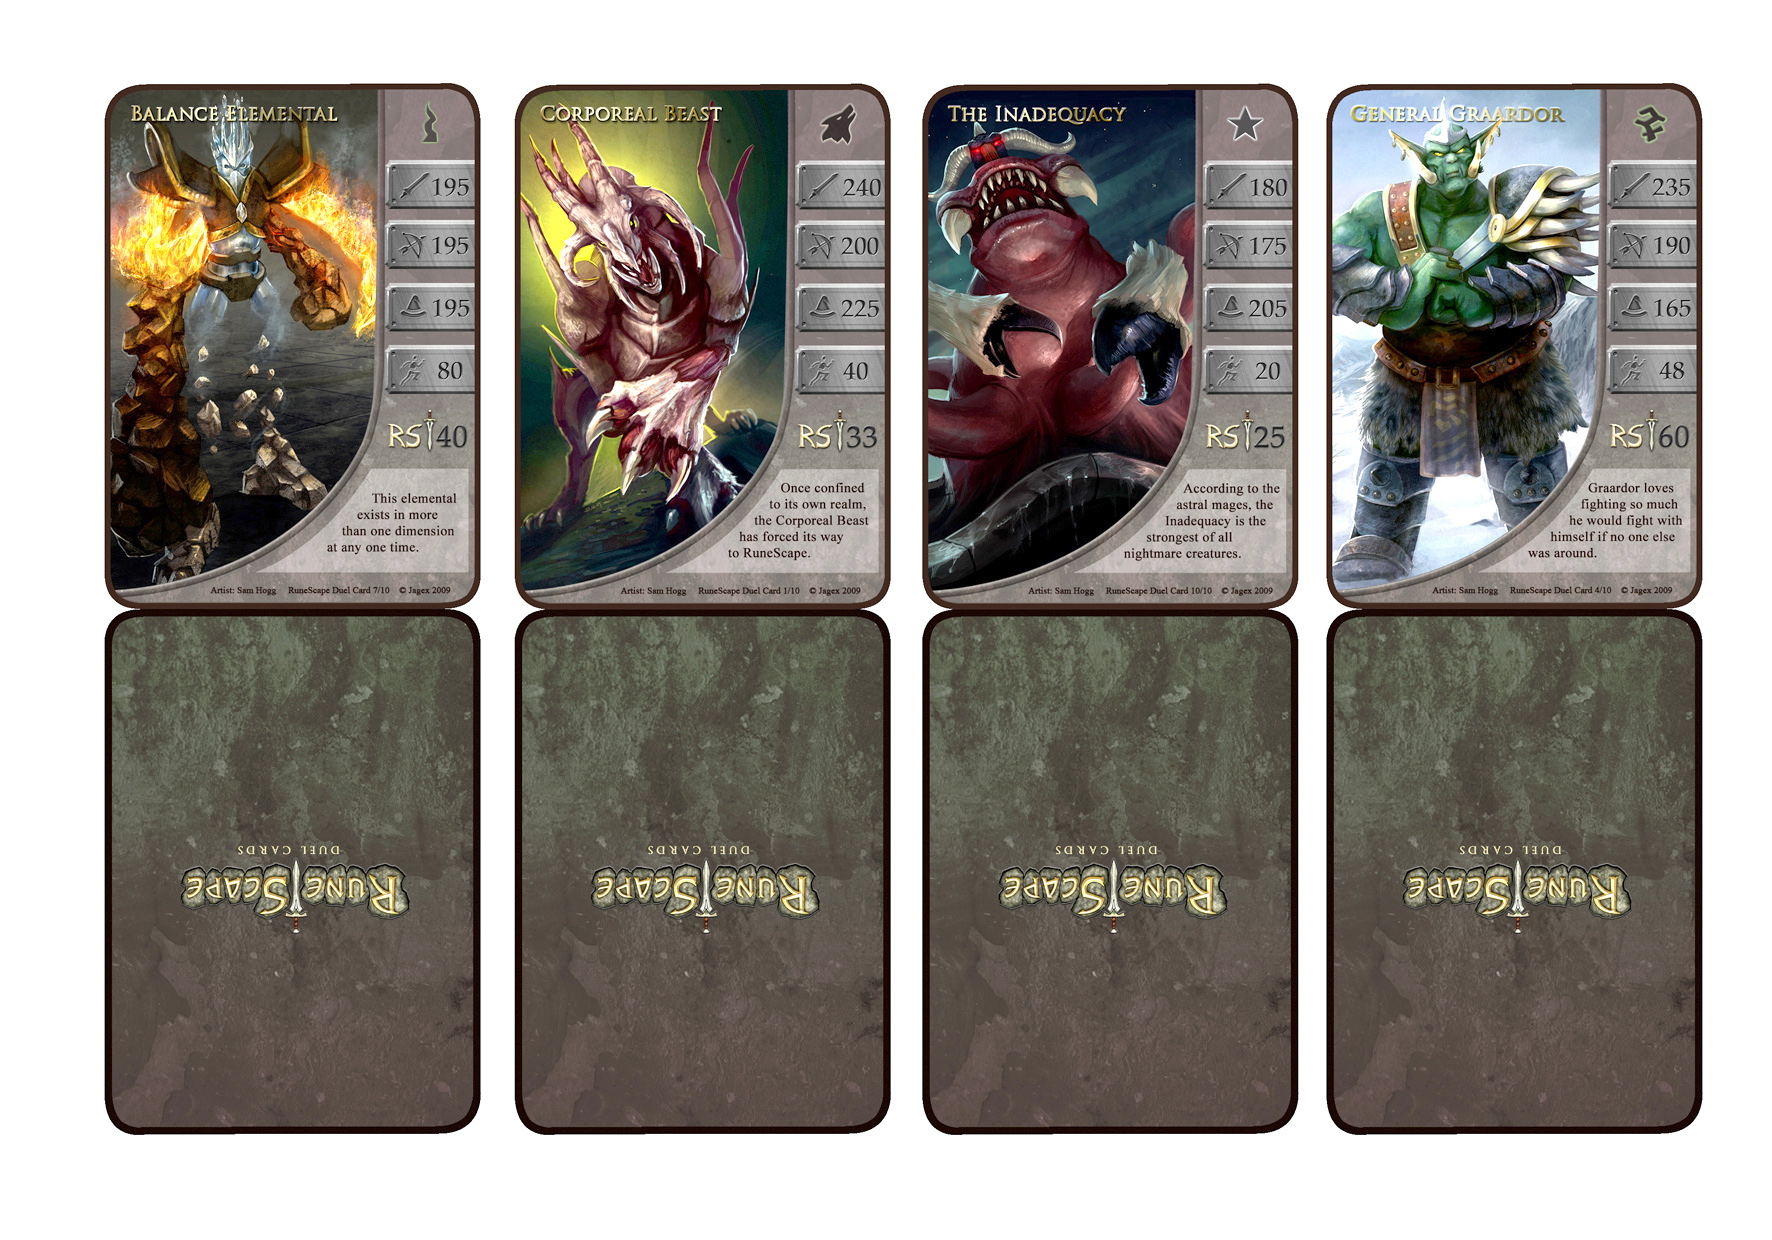 BALANCE ELEMENTAL
195
195
195
80
RS 40
This elemental
exists in more
than one dimension
at any one time.
Artist: Sam Hogg RuneScape Duel Card 7/10 © Jagex 2009
CORPOREAL BEAST
240
200
225
40
RS 33
Once confined
to its own realm,
the Corporeal Beast
has forced its way
to RuneScape.
Artist: Sam Hogg RuneScape Duel Card 1/10 © Jagex 2009
THE INADEQUACY
180
175
205
20
RS 25
According to the
astral mages, the
Inadequacy is the
strongest of all
nightmare creatures.
Artist: Sam Hogg RuneScape Duel Card 10/10 © Jagex 2009
GENERAL GRAARDOR
235
190
165
48
RS 60
Graardor loves
fighting so much
he would fight with
himself if no one else
was around.
Artist: Sam Hogg RuneScape Duel Card 4/10 © Jagex 2009
RUNESCAPE
DUEL CARDS
RUNESCAPE
DUEL CARDS
RUNESCAPE
DUEL CARDS
RUNESCAPE
DUEL CARDS